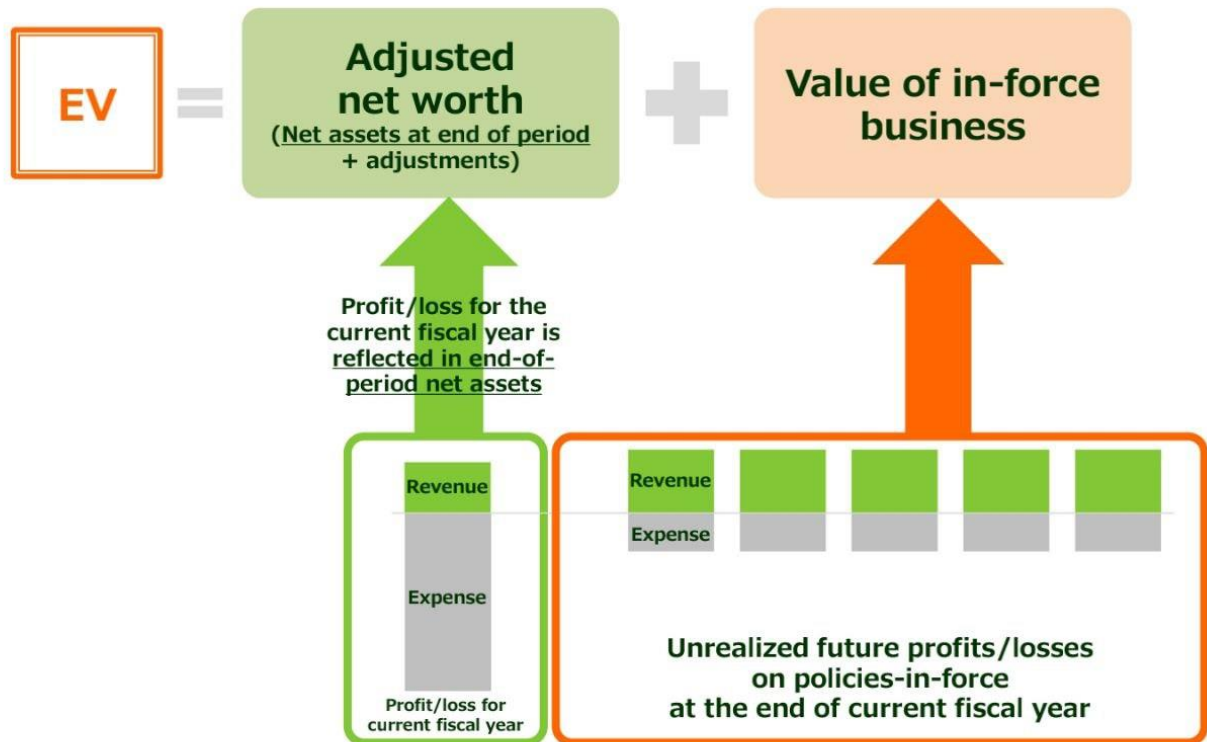 EV
=
Adjusted
net worth
(Net assets at end of period
+ adjustments)
+
Value of in-force
business
Profit/loss for the
current fiscal year is
reflected in end-of-
period net assets
Revenue
Expense
Profit/loss for
current fiscal year
Revenue
Expense
Unrealized future profits/losses
on policies-in-force
at the end of current fiscal year